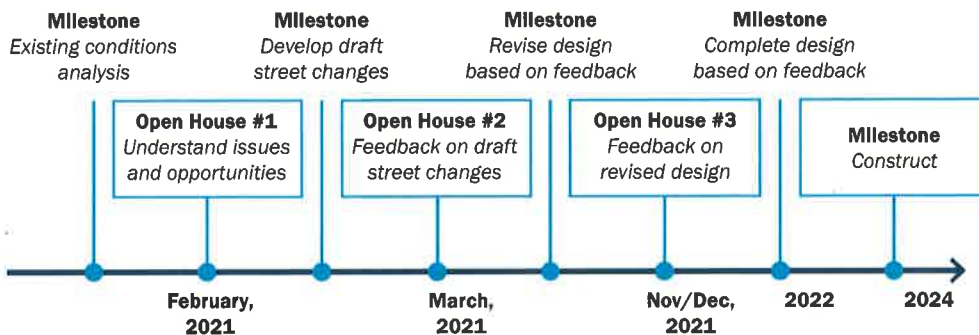 Milestone
Existing conditions
analysis
Milestone
Develop draft
street changes
Milestone
Revise design
based on feedback
Milestone
Complete design
based on feedback
Open House #1
Understand issues
and opportunities
Open House #2
Feedback on draft
street changes
Open House #3
Feedback on
revised design
Milestone
Construct
February,
2021
March,
2021
Nov/Dec,
2021
2022
2024